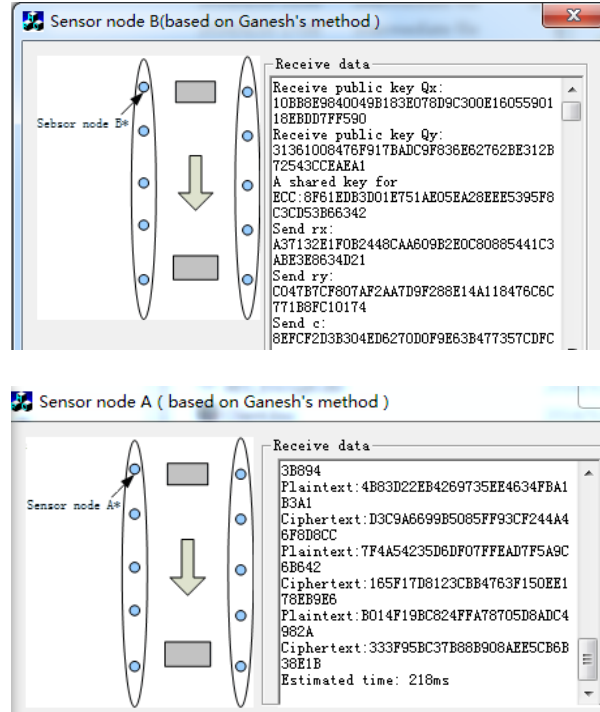 Sensor node B(based on Ganesh's method )
x
Receive data
Sebsor node B*
Receive public key Qx:
10BB8E9840049B183E078D9C300E16055901
18EBDD7FF590
Receive public key Qy:
31361008476F917BADC9F836E62762BE312B
72543CCEAEA1
A shared key for
ECC:8F61EDB3D01E751AE05EA28EEE5395F8
C3CD53B66342
Send rx:
A37132E1F0B2448CAA609B2E0C80885441C3
ABE3E8634D21
Send ry:
C047B7CF807AF2AA7D9F288E14A118476C6C
771B8FC10174
Send c:
8EFCF2D3B304ED6270D0F9E63B477357CDFC
Sensor node A ( based on Ganesh's method )
Receive data
Sensor node A*
3B894
Plaintext:4B83D22EB4269735EE4634FBA1
B3A1
Ciphertext:D3C9A6699B5085FF93CF244A4
6F8D8CC
Plaintext:7F4A54235D6DF07FFEAD7F5A9C
6B642
Ciphertext:165F17D8123CBB4763F150EE1
78EB9E6
Plaintext:B014F19BC824FFA78705D8ADC4
982A
Ciphertext:333F95BC37B88B908AEE5CB6B
38E1B
Estimated time: 218ms